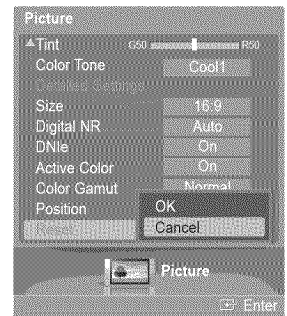 Picture
Tint G50 R50
Color Tone Cool1
Detailed Settings
Size 16:9
Digital NR Auto
DNIe On
Active Color On
Color Gamut Normal
Position OK
Reset Cancel
Picture
Enter